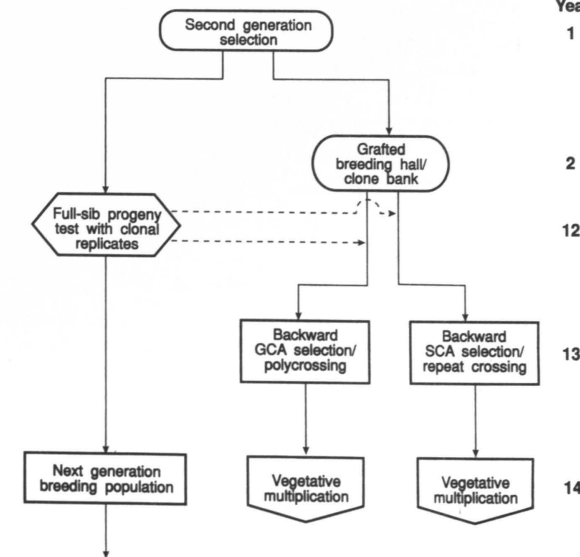 Yea
Second generation
selection
1
Grafted
breeding hall/
clone bank
2
Full-sib progeny
test with clonal
replicates
12
Backward
GCA selection/
polycrossing
Backward
SCA selection/
repeat crossing
13
Next generation
breeding population
Vegetative
multiplication
Vegetative
multiplication
14